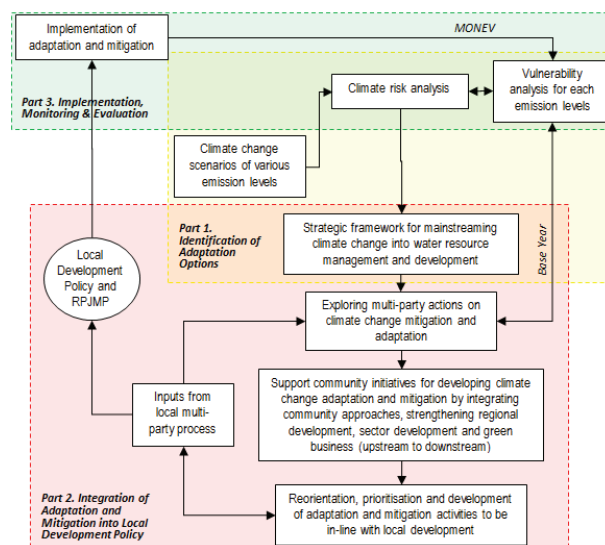 Implementation of
adaptation and mitigation
MONEV
Part 3. Implementation,
Monitoring & Evaluation
Climate risk analysis
Vulnerability
analysis for each
emission levels
Climate change
scenarios of various
emission levels
Part 1.
Identification of
Adaptation
Options
Strategic framework for mainstreaming
climate change into water resource
management and development
Base Year
Local
Development
Policy and
RPJMP
Exploring multi-party actions on
climate change mitigation and
adaptation
Inputs from
local multi-
party process
Support community initiatives for developing climate
change adaptation and mitigation by integrating
community approaches, strengthening regional
development, sector development and green
business (upstream to downstream)
Part 2. Integration of
Adaptation and
Mitigation into Local
Development Policy
Reorientation, prioritisation and development
of adaptation and mitigation activities to be
in-line with local development